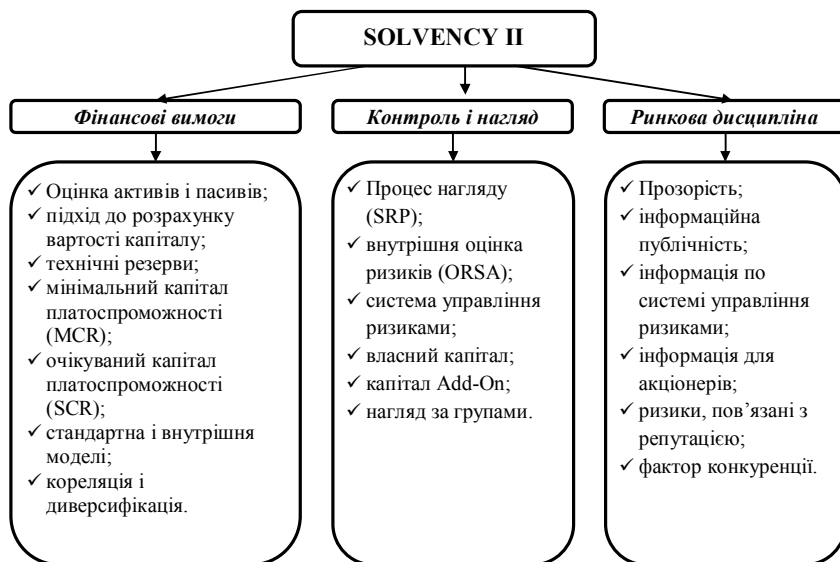 SOLVENCY II
Фінансові вимоги
Контроль і нагляд
Ринкова дисципліна
✓ Оцінка активів і пасивів;
✓ підхід до розрахунку
вартості капіталу;
✓ технічні резерви;
✓ мінімальний капітал
платоспроможності
(MCR);
✓ очікуваний капітал
платоспроможності
(SCR);
✓ стандартна і внутрішня
моделі;
✓ кореляція і
диверсифікація.
✓ Процес нагляду
(SRP);
✓ внутрішня оцінка
ризиків (ORSA);
✓ система управління
ризиками;
✓ власний капітал;
✓ капітал Add-On;
✓ нагляд за групами.
✓ Прозорість;
✓ інформаційна
публічність;
✓ інформація по
системі управління
ризиками;
✓ інформація для
акціонерів;
✓ ризики, пов’язані з
репутацією;
✓ фактор конкуренції.